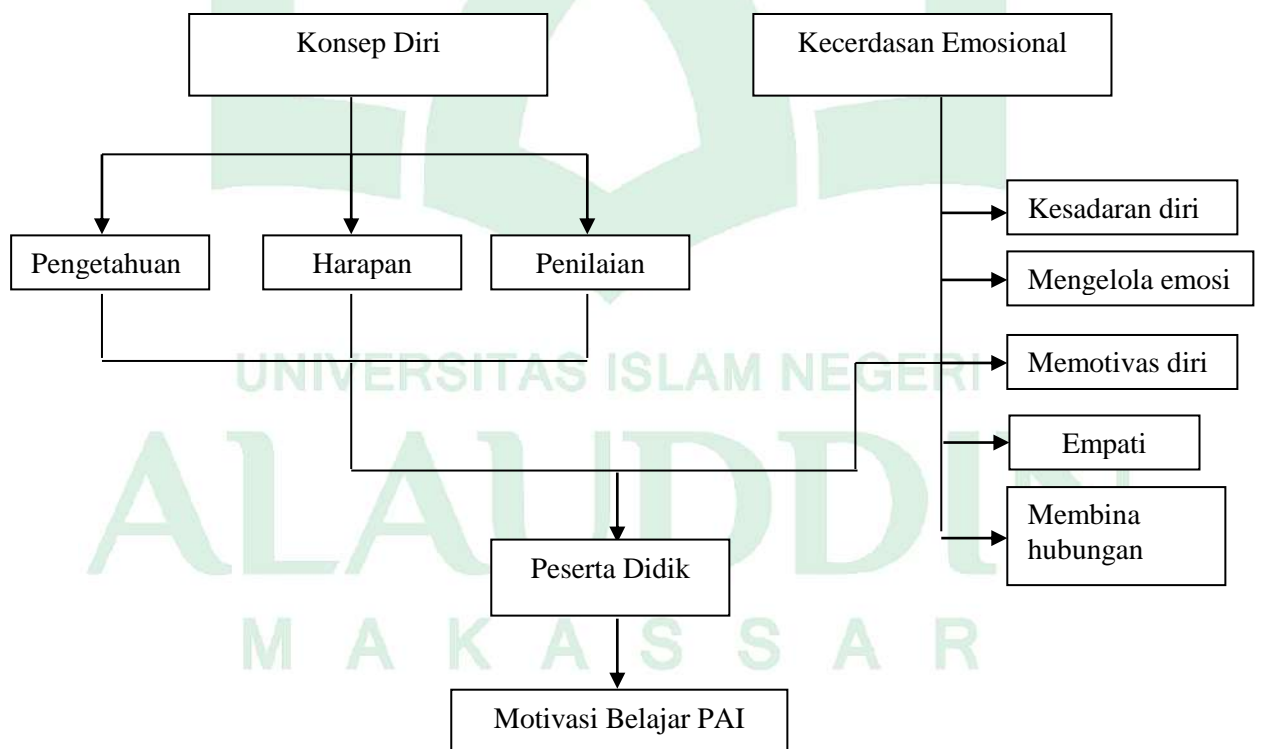 Konsep Diri
Kecerdasan Emosional
Kesadaran diri
Pengetahuan
Harapan
Penilaian
Mengelola emosi
UNIVERSITAS ISLAM NEGERI
Memotivas diri
ALAUDDIN
Empati
Membina
hubungan
Peserta Didik
MAKASSAR
Motivasi Belajar PAI